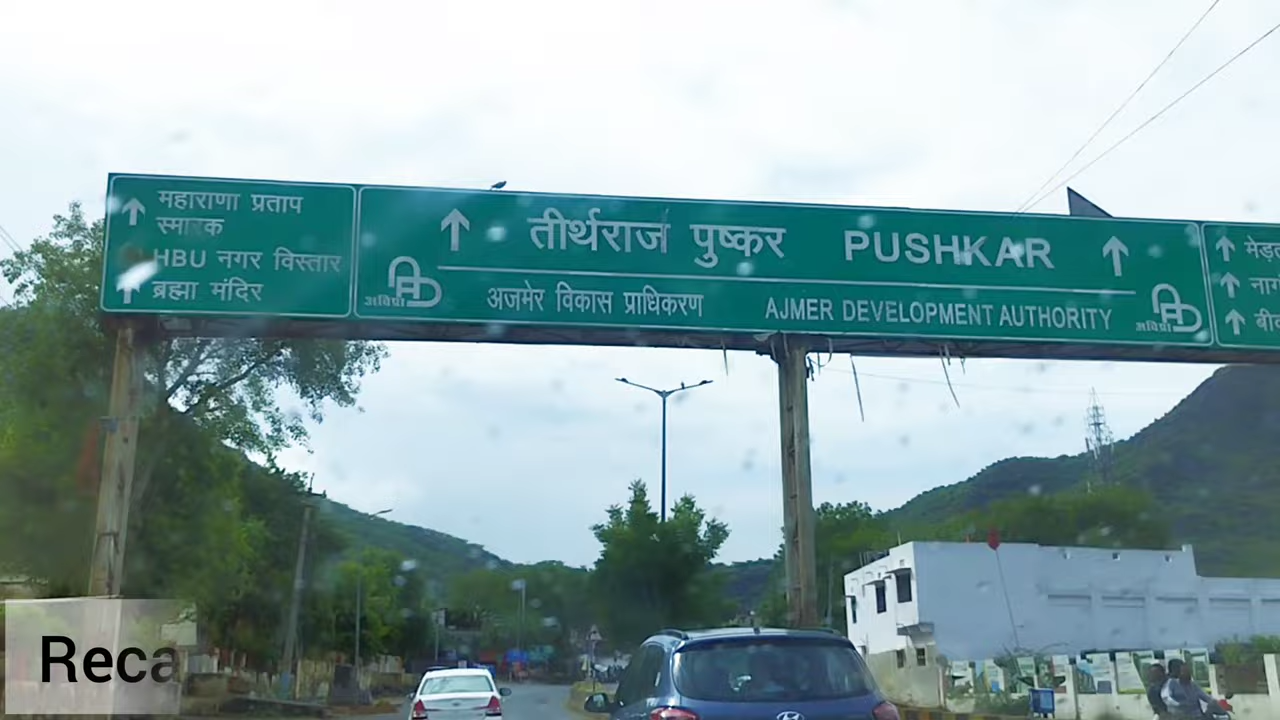 महाराणा प्रताप
स्मारक
HBU नगर विस्तार
ब्रह्मा मंदिर
तीर्थराज पुष्कर PUSHKAR
अविप्रा
अजमेर विकास प्राधिकरण AJMER DEVELOPMENT AUTHORITY
अविप्रा
Reca